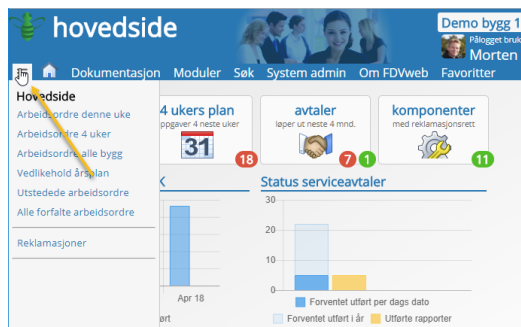 hovedside
Demo bygg 1
Pålogget bruk
Morten
Dokumentasjon Moduler Søk System admin Om FDVweb Favoritter
Hovedside
Arbeidsordre denne uke
Arbeidsordre 4 uker
Arbeidsordre alle bygg
Vedlikehold årsplan
Utstedede arbeidsordre
Alle forfalte arbeidsordre
Reklamasjoner
4 ukers plan
ppgaver 4 neste uker
31
18
avtaler
løper ut neste 4 mnd.
7
1
komponenter
med reklamasjonsrett
11
K
Apr 18
ørt
Status serviceavtaler
30
20
10
0
Forventet utført per dags dato
Forventet utført i år Utførte rapporter